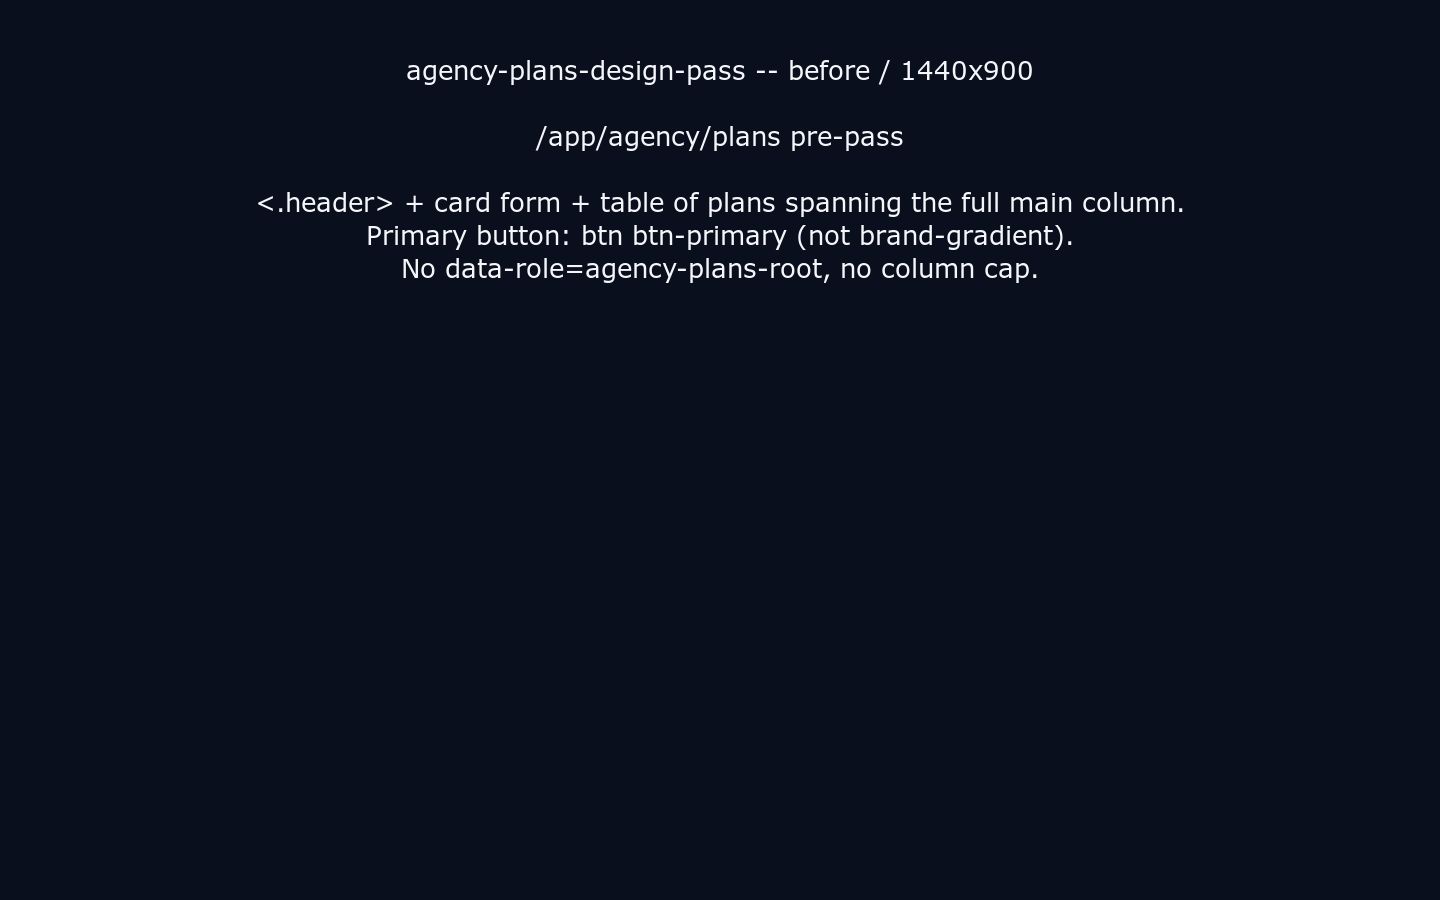 agency-plans-design-pass -- before / 1440x900
/app/agency/plans pre-pass
<.header> + card form + table of plans spanning the full main column.
Primary button: btn btn-primary (not brand-gradient).
No data-role=agency-plans-root, no column cap.